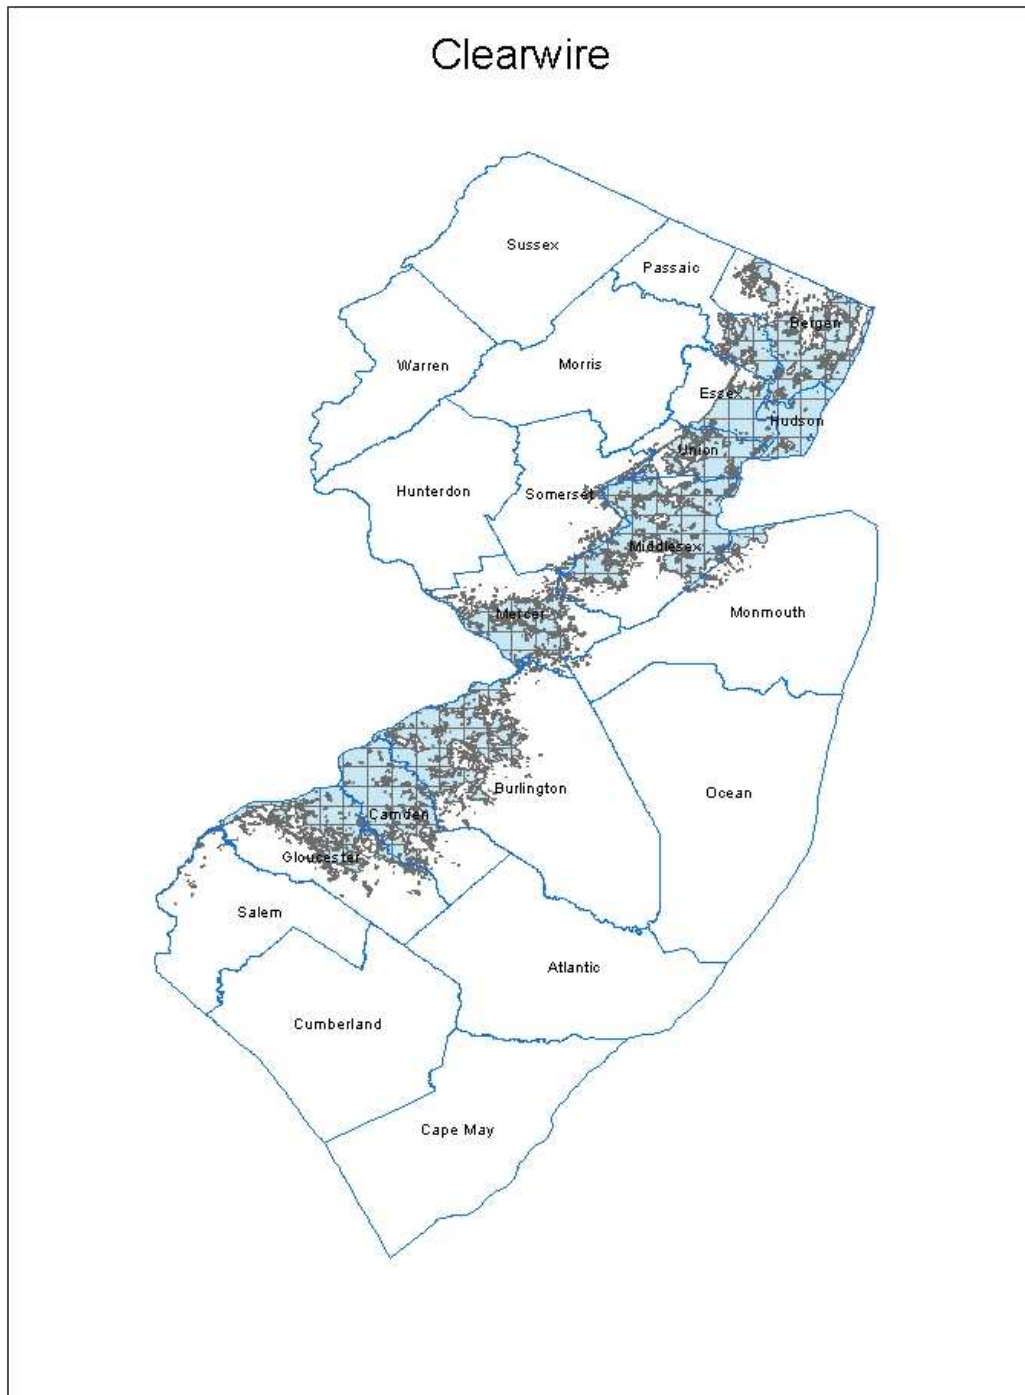 Clearwire
Sussex
Passaic
Bergen
Warren
Morris
Essex
Hudson
Union
Hunterdon
Somerset
Middlesex
Mercer
Monmouth
Burlington
Ocean
Camden
Gloucester
Salem
Atlantic
Cumberland
Cape May